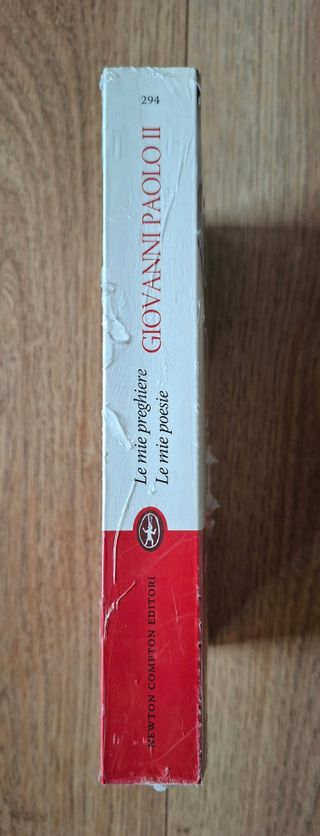 294
GIOVANNI PAOLO II
Le mie preghiere
Le mie poesie
NEWTON COMPTON EDITORI